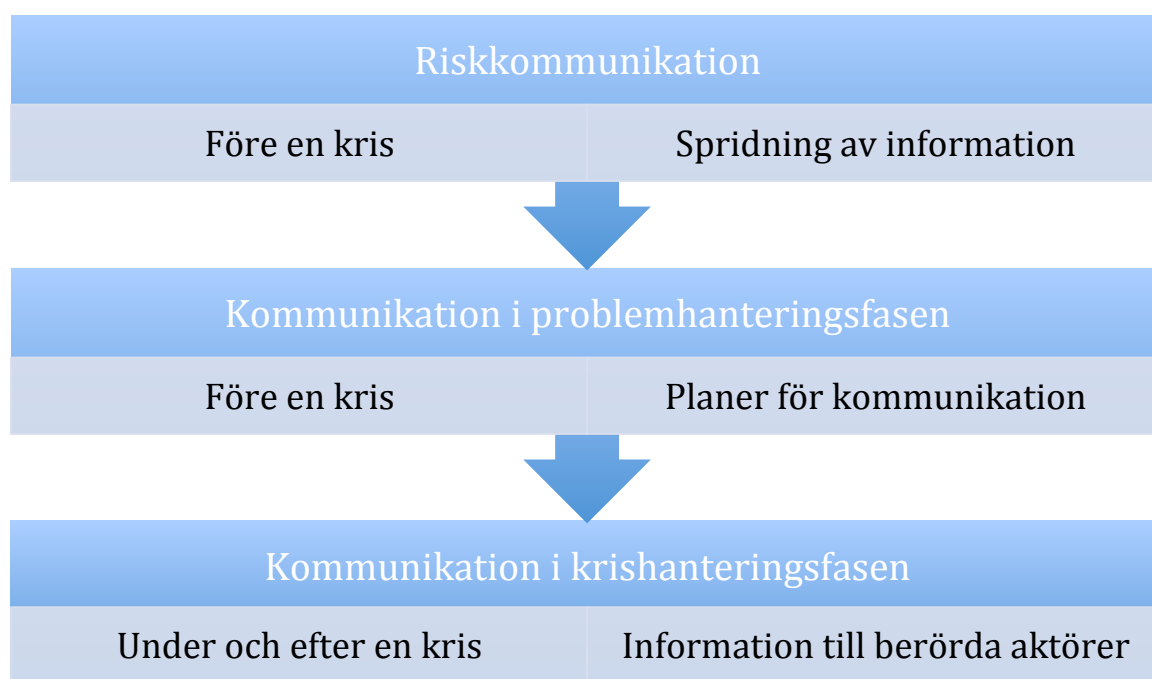 Riskkommunikation
Före en kris Spridning av information
Kommunikation i problemhanteringsfasen
Före en kris Planer för kommunikation
Kommunikation i krishanteringsfasen
Under och efter en kris Information till berörda aktörer